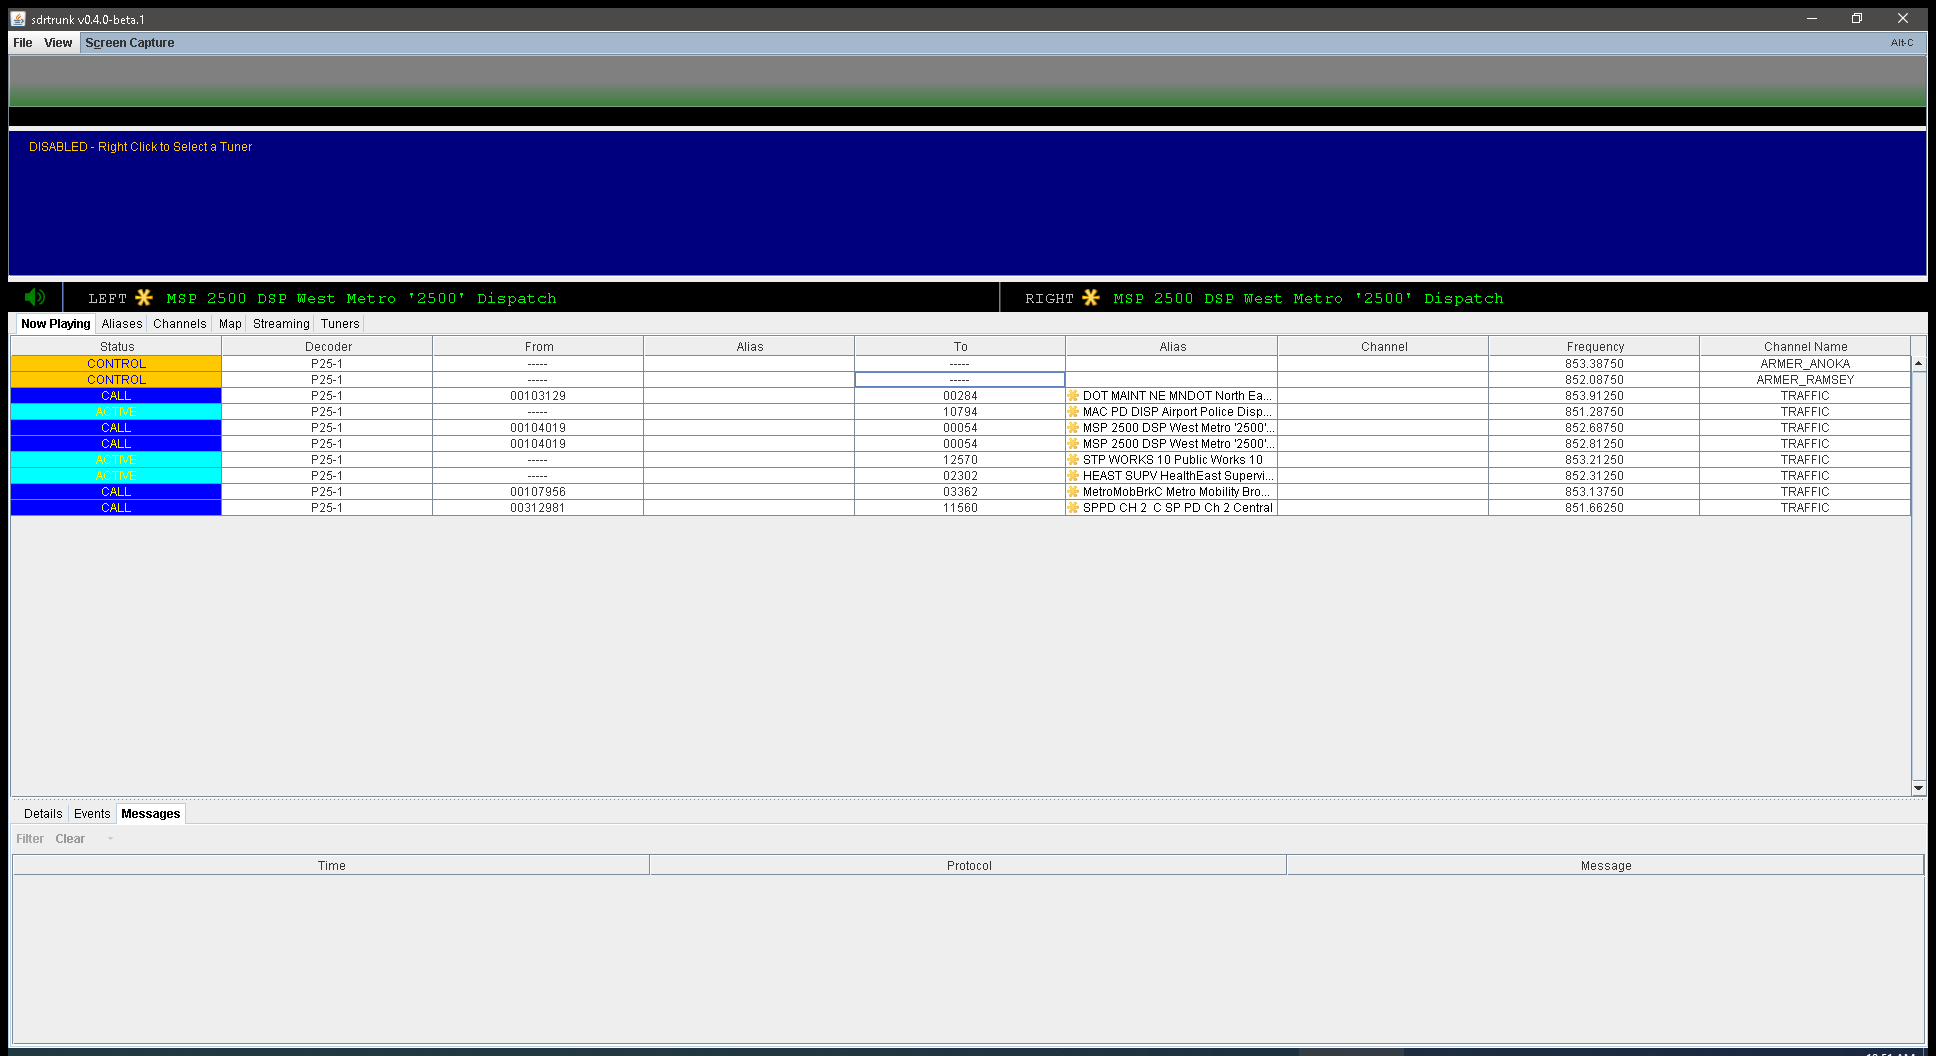 sdrtrunk v0.4.0-beta.1
File View Screen Capture Alt-C
DISABLED - Right Click to Select a Tuner
LEFT MSP 2500 DSP West Metro '2500' Dispatch RIGHT MSP 2500 DSP West Metro '2500' Dispatch
Now Playing Aliases Channels Map Streaming Tuners
Status Decoder From Alias To Alias Channel Frequency Channel Name
CONTROL P25-1 ----- ----- 853.38750 ARMER_ANOKA
CONTROL P25-1 ----- ----- 852.08750 ARMER_RAMSEY
CALL P25-1 00103129 00284 DOT MAINT NE MNDOT North Ea... 853.91250 TRAFFIC
ACTIVE P25-1 ----- 10794 MAC PD DISP Airport Police Disp... 851.28750 TRAFFIC
CALL P25-1 00104019 00054 MSP 2500 DSP West Metro '2500'... 852.68750 TRAFFIC
CALL P25-1 00104019 00054 MSP 2500 DSP West Metro '2500'... 852.81250 TRAFFIC
ACTIVE P25-1 ----- 12570 STP WORKS 10 Public Works 10 853.21250 TRAFFIC
ACTIVE P25-1 ----- 02302 HEAST SUPV HealthEast Supervi... 852.31250 TRAFFIC
CALL P25-1 00107956 03362 MetroMobBrkC Metro Mobility Bro... 853.13750 TRAFFIC
CALL P25-1 00312981 11560 SPPD CH 2 C SP PD Ch 2 Central 851.66250 TRAFFIC
Details Events Messages
Filter Clear
Time Protocol Message